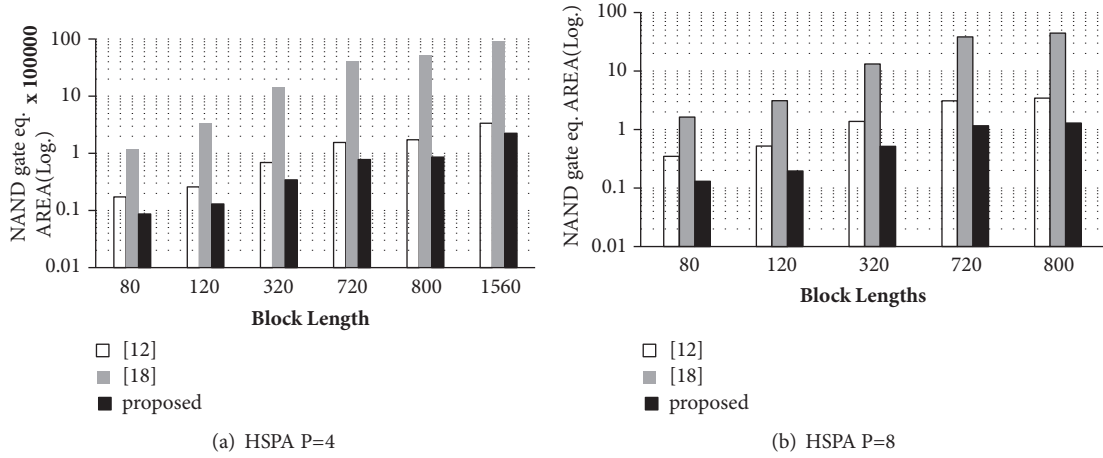 NAND gate eq. x 100000
AREA(Log.)
100
10
1
0.1
0.01
80 120 320 720 800 1560
Block Length
[12]
[18]
proposed
(a) HSPA P=4
NAND gate eq. AREA(Log.)
100
10
1
0.1
0.01
80 120 320 720 800
Block Lengths
[12]
[18]
proposed
(b) HSPA P=8